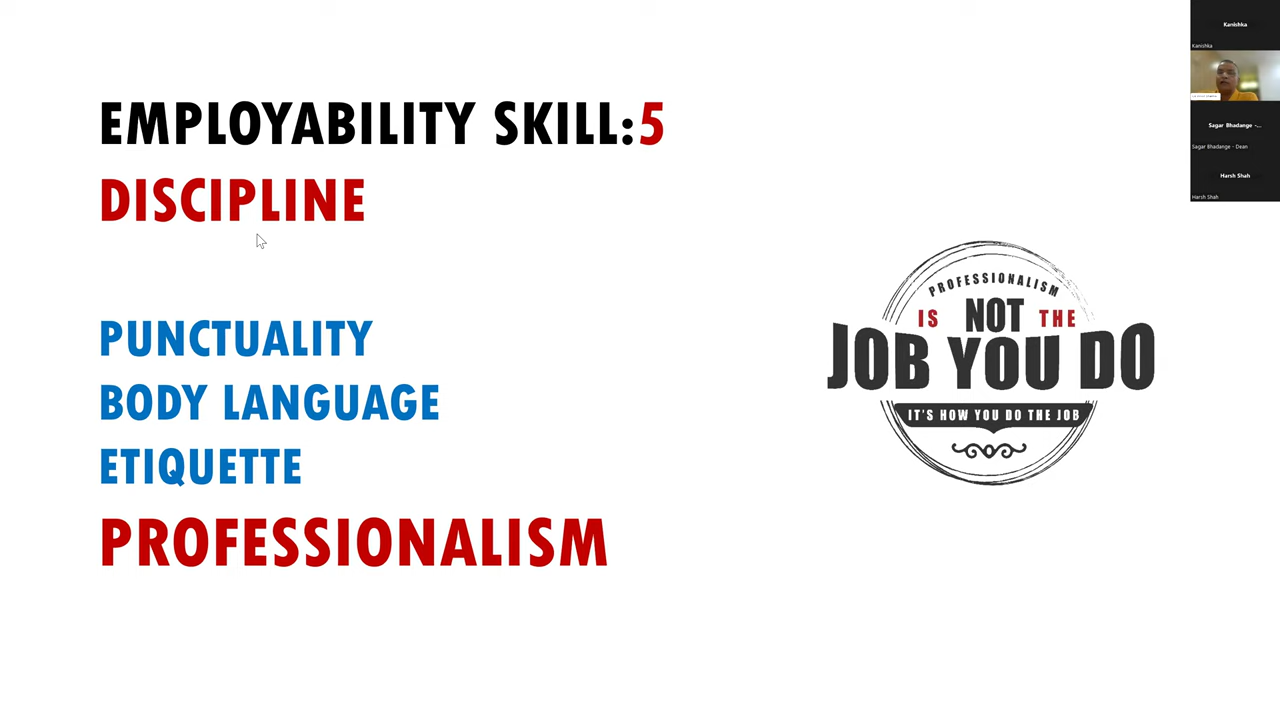 EMPLOYABILITY SKILL:5
DISCIPLINE
PUNCTUALITY
BODY LANGUAGE
ETIQUETTE
PROFESSIONALISM
PROFESSIONALISM
IS NOT THE
JOB YOU DO
IT'S HOW YOU DO THE JOB
Kanishka
Kanishka
Sagar Bhadange -...
Sagar Bhadange - Dean
Harsh Shah
Harsh Shah